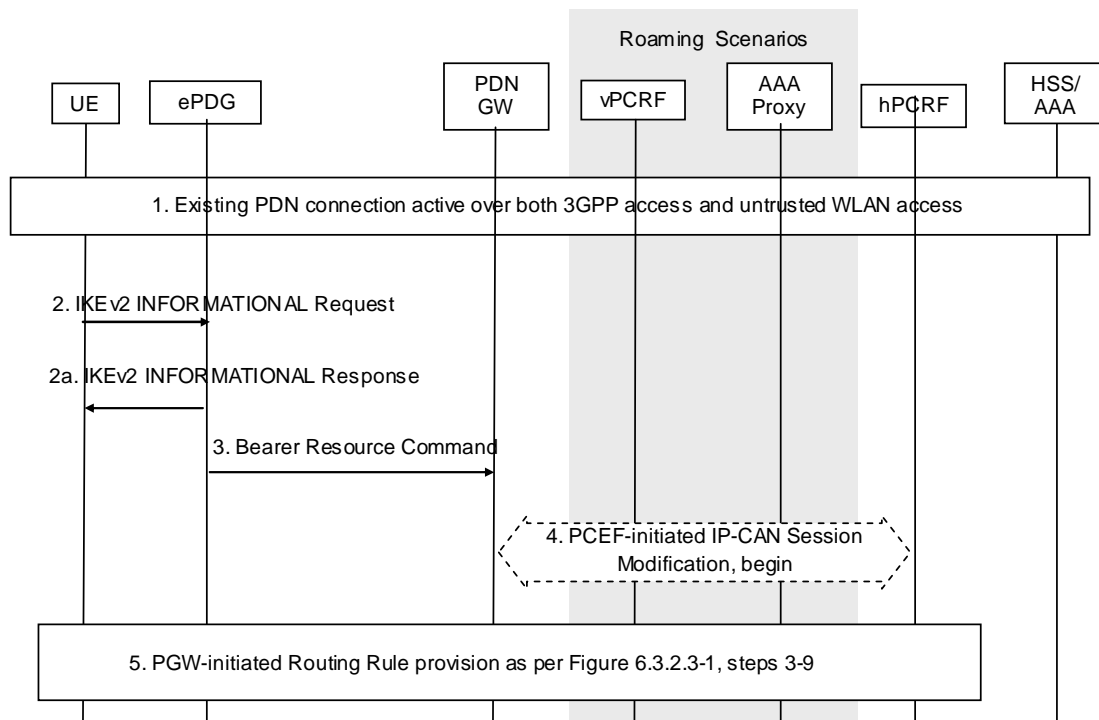 Roaming Scenarios
UE
ePDG
PDN
GW
vPCRF
AAA
Proxy
hPCRF
HSS/
AAA
1. Existing PDN connection active over both 3GPP access and untrusted WLAN access
2. IKEv2 INFORMATIONAL Request
2a. IKEv2 INFORMATIONAL Response
3. Bearer Resource Command
4. PCEF-initiated IP-CAN Session
Modification, begin
5. PGW-initiated Routing Rule provision as per Figure 6.3.2.3-1, steps 3-9